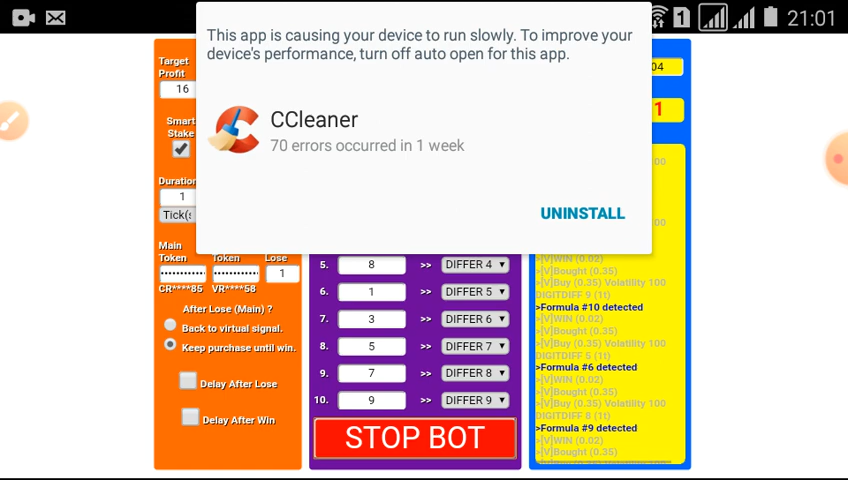 1
21:01
This app is causing your device to run slowly. To improve your
device's performance, turn off auto open for this app.
CCleaner
70 errors occurred in 1 week
UNINSTALL
Target
Profit
16
Smart
Stake
Duration
1
Tick(s
Main
Token
Token
Lose
••••••••••••
••••••••••••
1
CR****85
VR****58
After Lose (Main) ?
Back to virtual signal.
Keep purchase until win.
Delay After Lose
Delay After Win
5. 8 >> DIFFER 4
6. 1 >> DIFFER 5
7. 3 >> DIFFER 6
8. 5 >> DIFFER 7
9. 7 >> DIFFER 8
10. 9 >> DIFFER 9
STOP BOT
04
1
00
00
>[V]WIN (0.02)
>[V]Bought (0.35)
>[V]Buy (0.35) Volatility 100
DIGITDIFF 9 (1t)
>Formula #10 detected
>[V]WIN (0.02)
>[V]Bought (0.35)
>[V]Buy (0.35) Volatility 100
DIGITDIFF 5 (1t)
>Formula #6 detected
>[V]WIN (0.02)
>[V]Bought (0.35)
>[V]Buy (0.35) Volatility 100
DIGITDIFF 8 (1t)
>Formula #9 detected
>[V]WIN (0.02)
>[V]Bought (0.35)